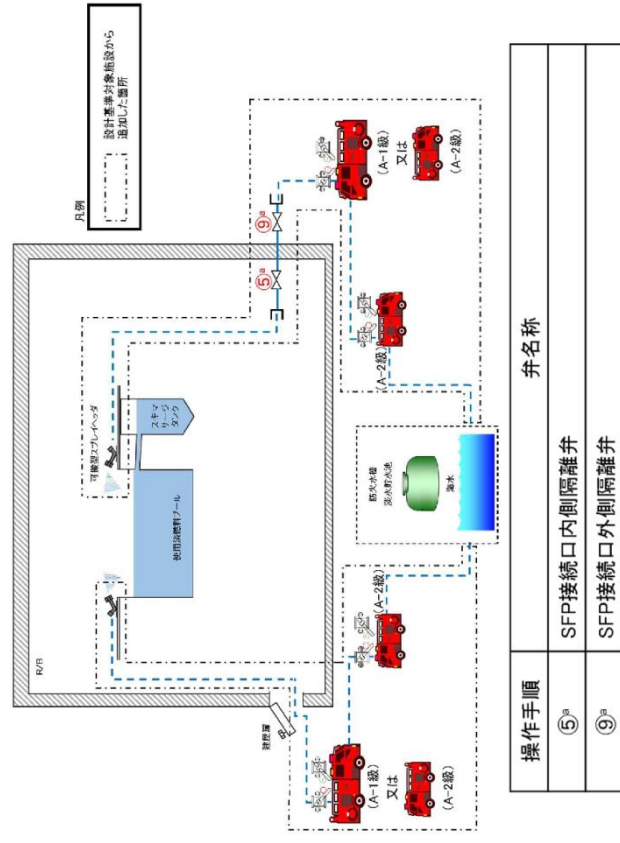 凡例
設計基準対象施設から
追加した箇所
R/B
可搬型スプレイヘッダ
使用済燃料プール
スキマ
サージ
タンク
⑤a
⑨a
建屋扉
(A-1級)
又は
(A-2級)
(A-2級)
防火水槽
淡水貯水池
海水
(A-2級)
(A-1級)
又は
(A-2級)
操作手順 弁名称
⑤a SFP接続口内側隔離弁
⑨a SFP接続口外側隔離弁